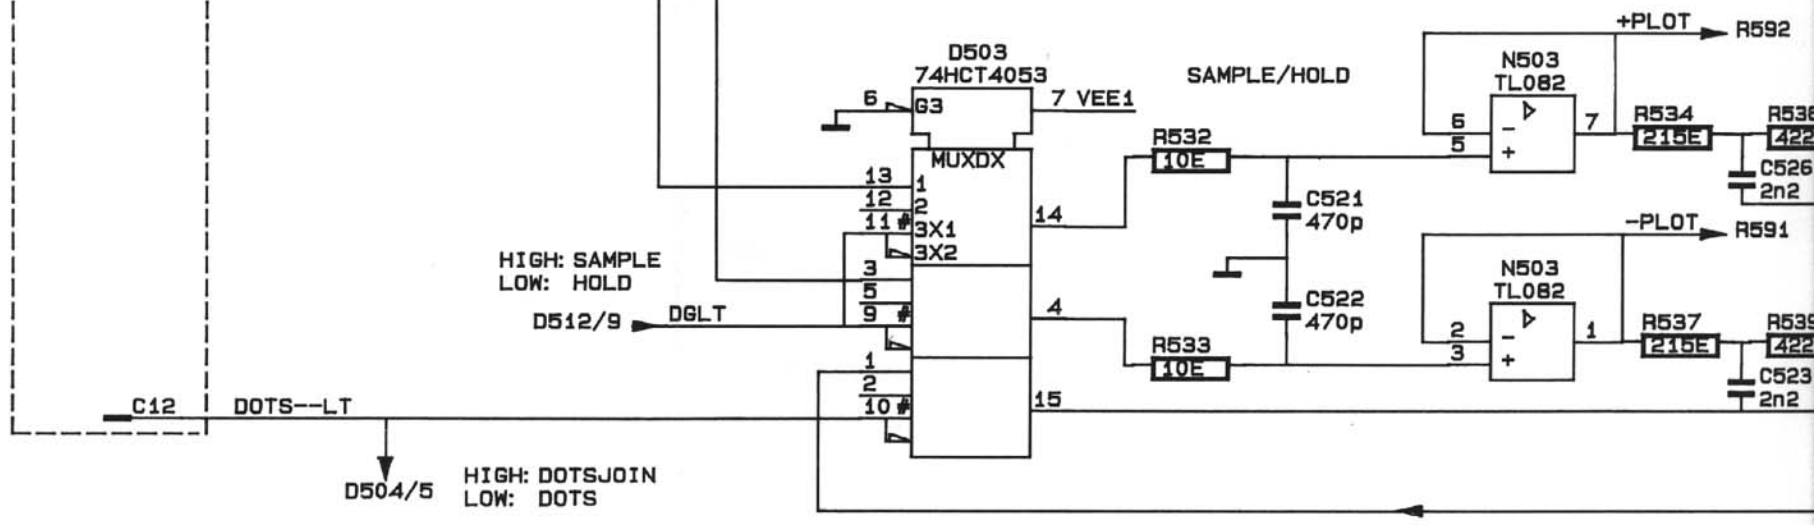 +PLOT
R592
D503
74HCT4053
SAMPLE/HOLD
N503
TL082
6
G3
7 VEE1
6
-
7
R534
215E
422
R532
10E
5
+
MUXDX
C526
2n2
13
1
12
2
11 #
3X1
3X2
14
C521
470p
-PLOT
R591
HIGH: SAMPLE
LOW: HOLD
3
5
9 #
N503
TL082
D512/9
DGLT
4
C522
470p
2
-
1
R537
215E
R539
422
R533
10E
3
+
1
2
10 #
15
C523
2n2
C12
DOTS--LT
D504/5
HIGH: DOTSJOIN
LOW: DOTS